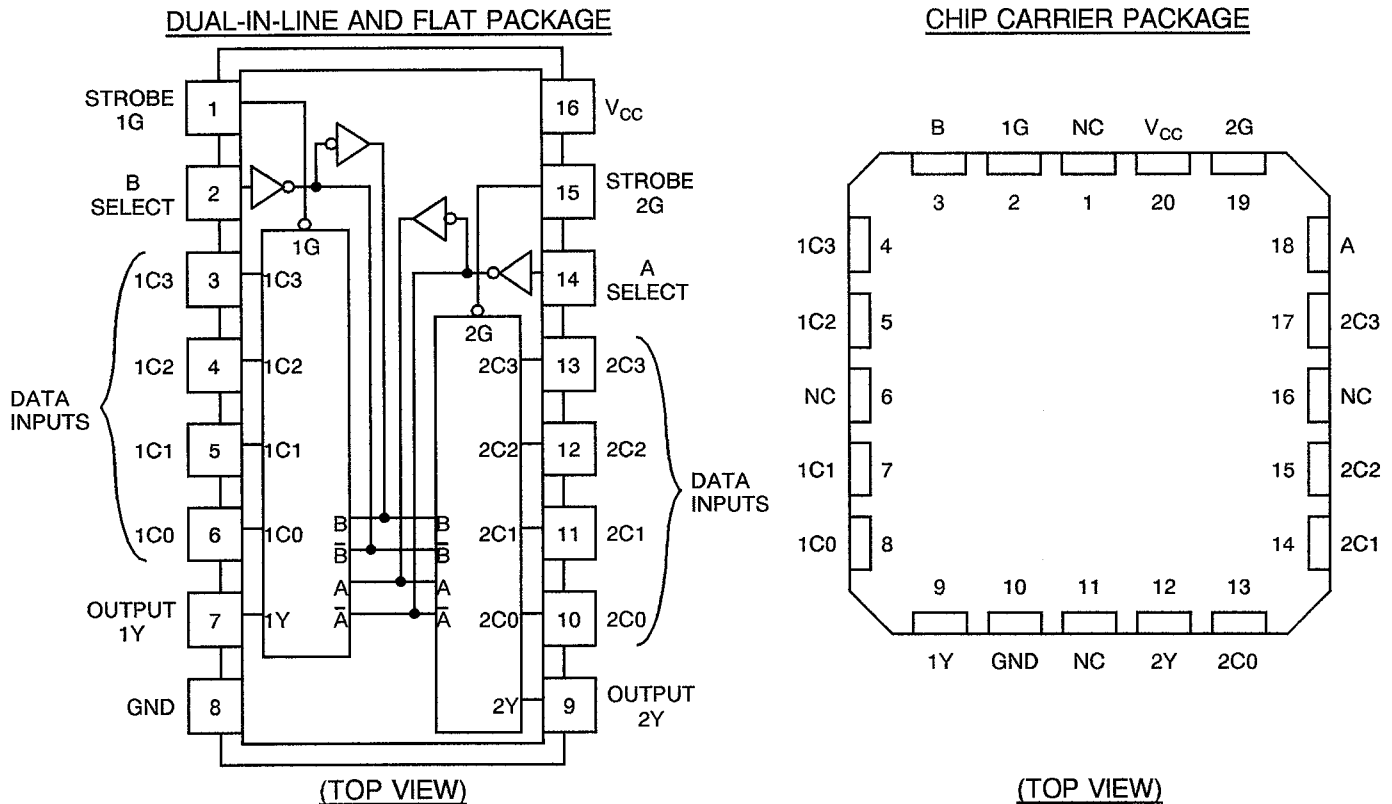 DUAL-IN-LINE AND FLAT PACKAGE
STROBE
1G
1
B
SELECT
2
1C3
3
1C2
4
1C1
5
1C0
6
DATA
INPUTS
OUTPUT
1Y
7
GND
8
1G
1C3
1C2
1C1
1C0
1Y
B
B̅
A
A̅
2G
2C3
2C2
2C1
2C0
2Y
B
B̅
A
A̅
16
VCC
15
STROBE
2G
14
A
SELECT
13
2C3
12
2C2
11
2C1
10
2C0
DATA
INPUTS
9
OUTPUT
2Y
(TOP VIEW)
CHIP CARRIER PACKAGE
B 1G NC VCC 2G
3 2 1 20 19
1C3 4
1C2 5
NC 6
1C1 7
1C0 8
18 A
17 2C3
16 NC
15 2C2
14 2C1
9 10 11 12 13
1Y GND NC 2Y 2C0
(TOP VIEW)